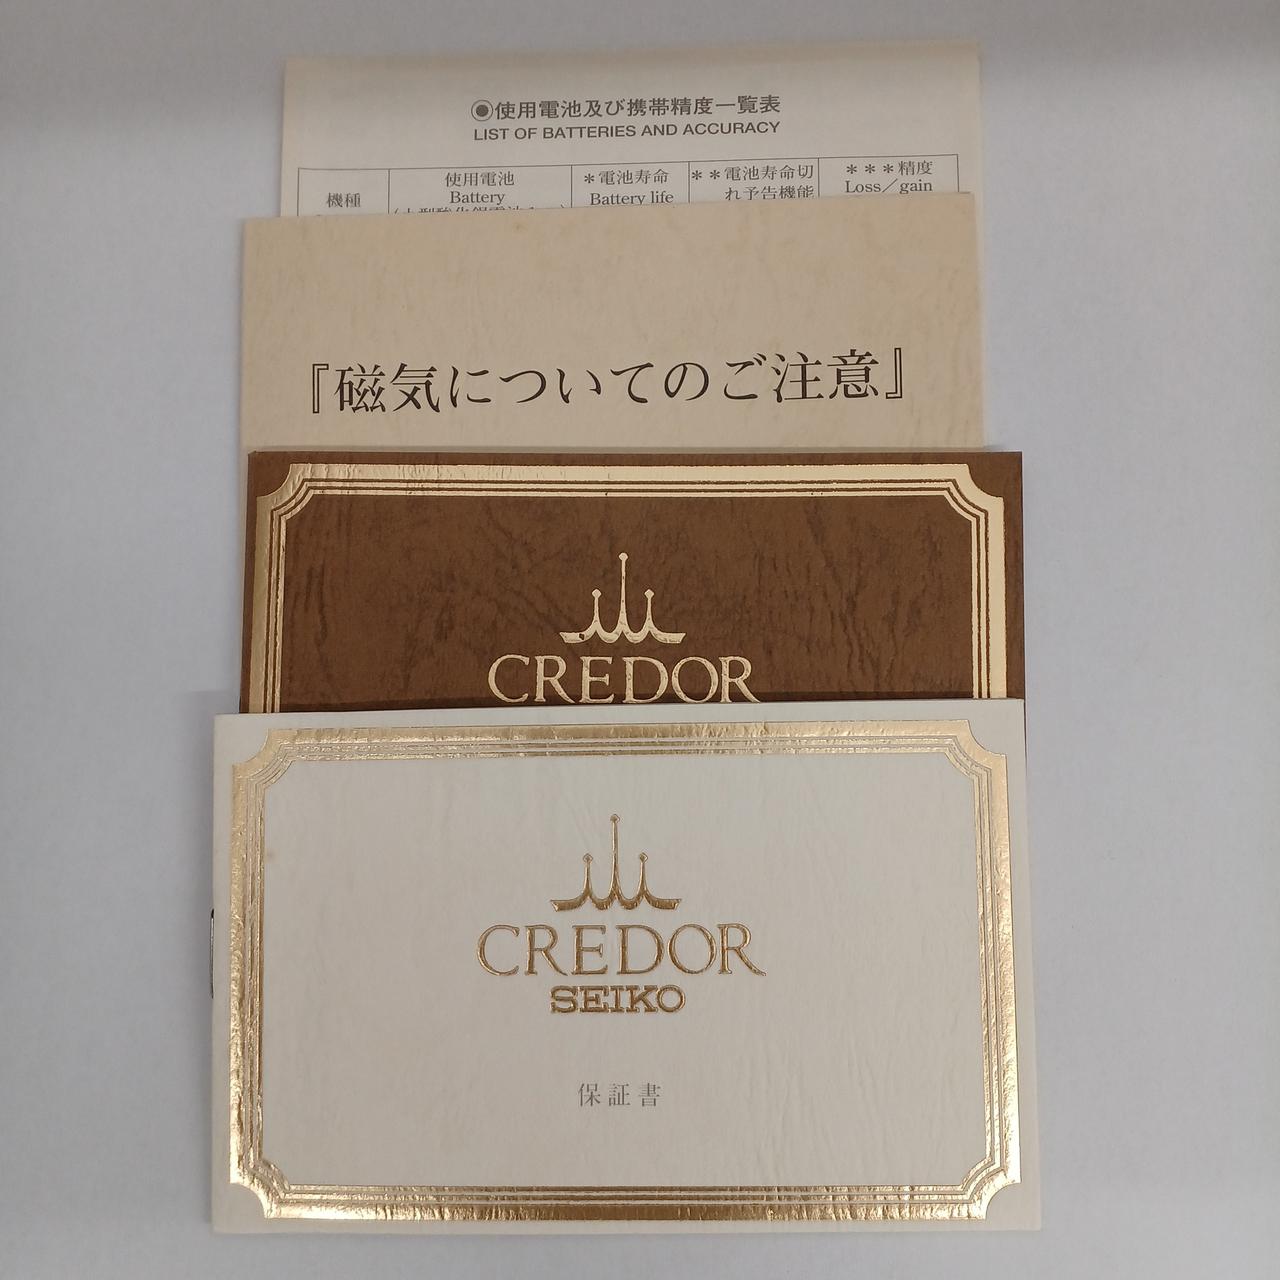 ◉使用電池及び携帯精度一覧表
LIST OF BATTERIES AND ACCURACY
機種
使用電池
Battery
＊電池寿命
Battery life
＊＊電池寿命切
れ予告機能
＊＊＊精度
Loss／gain
『磁気についてのご注意』
CREDOR
CREDOR
SEIKO
保証書